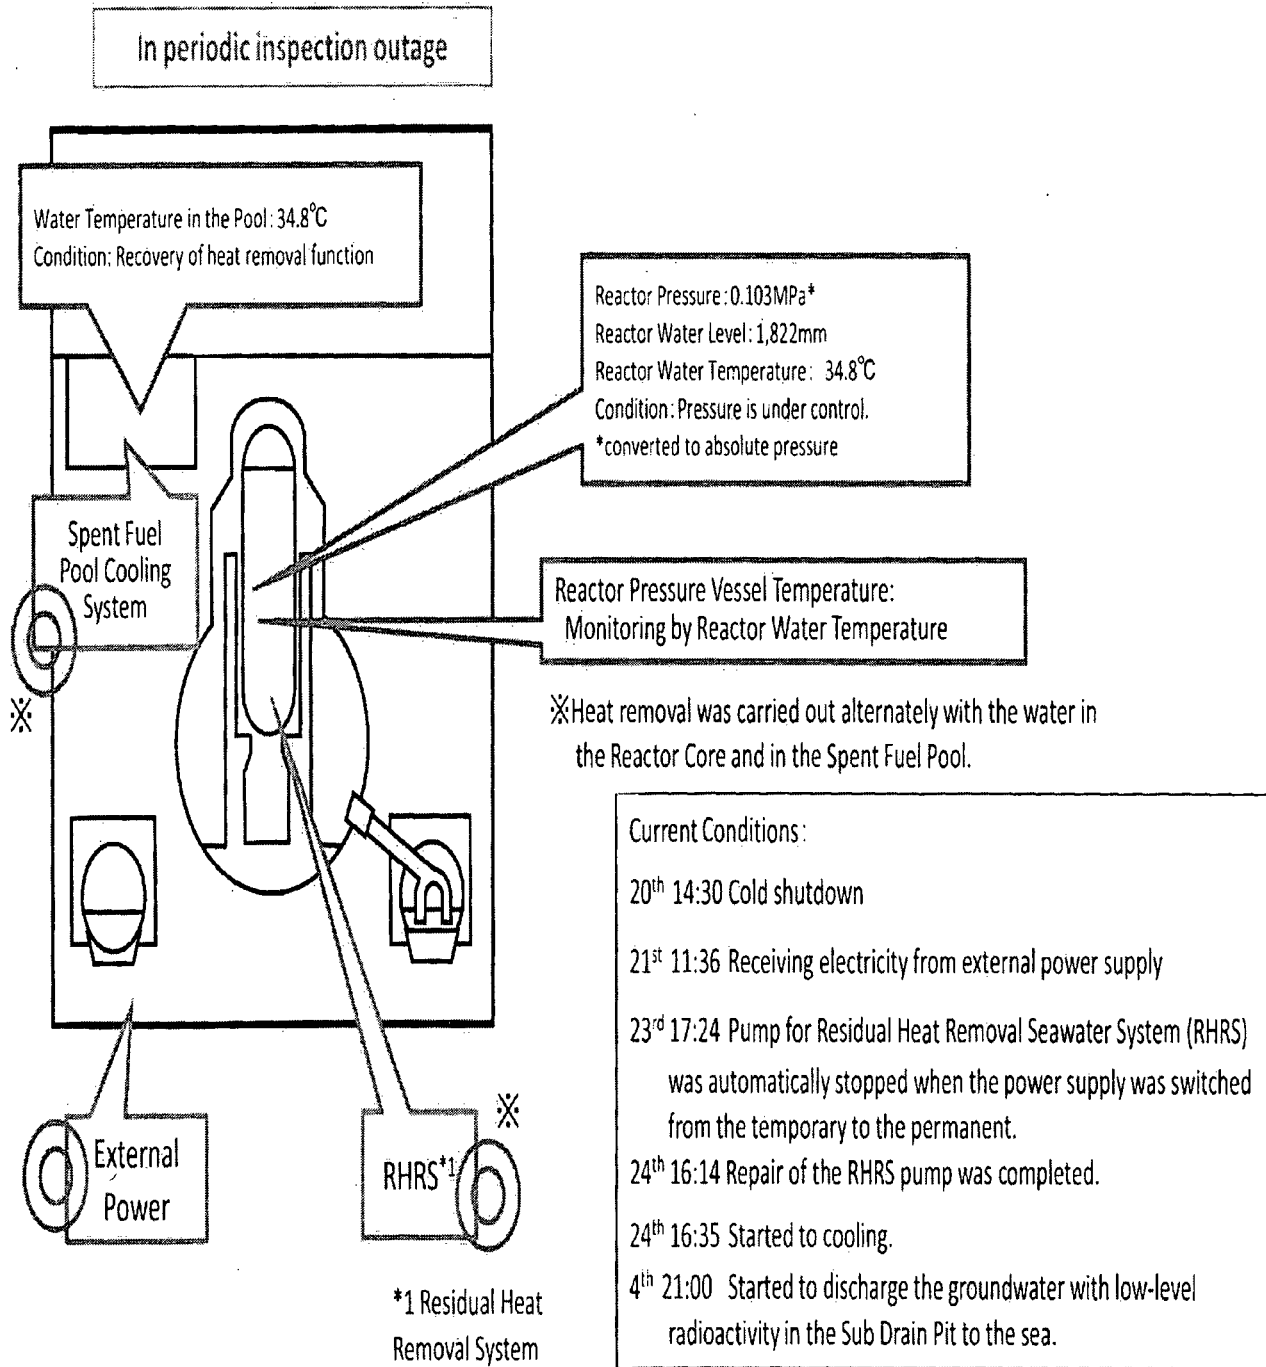 In periodic inspection outage
Water Temperature in the Pool: 34.8℃
Condition: Recovery of heat removal function
Reactor Pressure: 0.103MPa*
Reactor Water Level: 1,822mm
Reactor Water Temperature: 34.8℃
Condition: Pressure is under control.
*converted to absolute pressure
Spent Fuel
Pool Cooling
System
※
Reactor Pressure Vessel Temperature:
Monitoring by Reactor Water Temperature
※Heat removal was carried out alternately with the water in
the Reactor Core and in the Spent Fuel Pool.
External
Power
RHRS*1
※
*1 Residual Heat
Removal System
Current Conditions:
20th 14:30 Cold shutdown
21st 11:36 Receiving electricity from external power supply
23rd 17:24 Pump for Residual Heat Removal Seawater System (RHRS)
was automatically stopped when the power supply was switched
from the temporary to the permanent.
24th 16:14 Repair of the RHRS pump was completed.
24th 16:35 Started to cooling.
4th 21:00 Started to discharge the groundwater with low-level
radioactivity in the Sub Drain Pit to the sea.